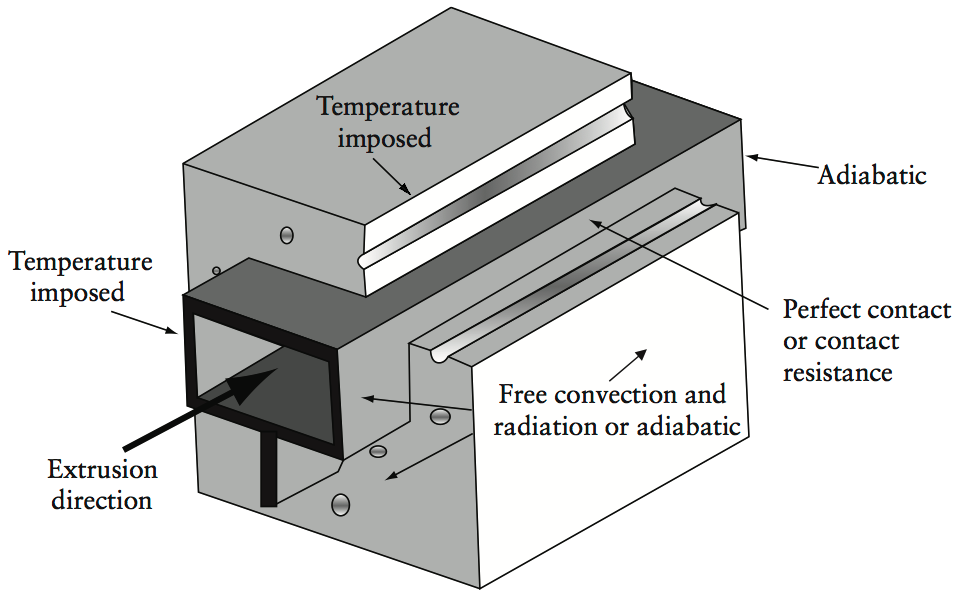 Temperature
imposed
Adiabatic
Temperature
imposed
Perfect contact
or contact
resistance
Free convection and
radiation or adiabatic
Extrusion
direction